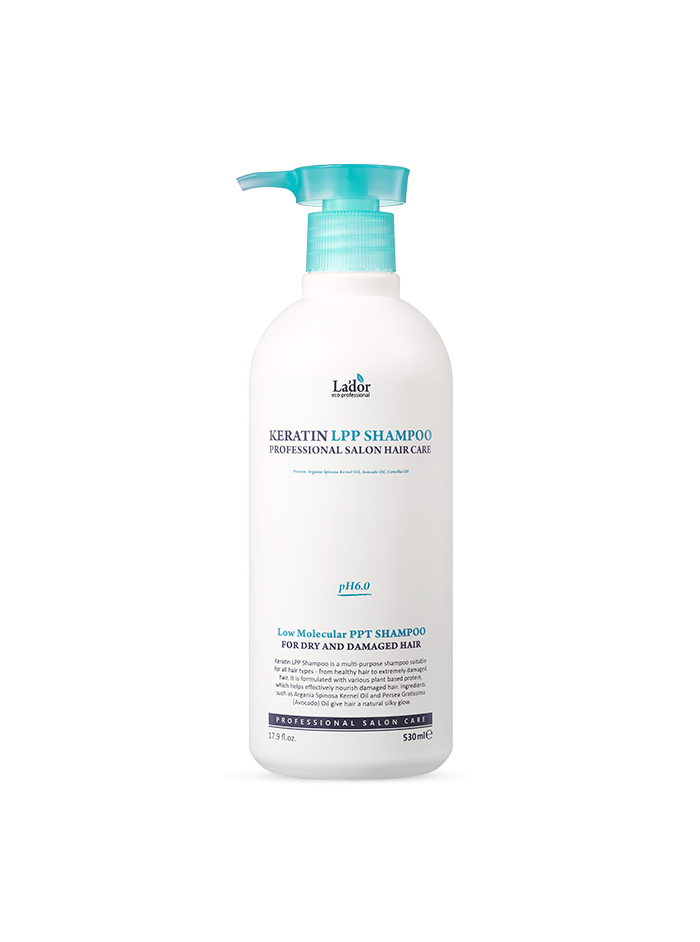 La'dor
eco professional
KERATIN LPP SHAMPOO
PROFESSIONAL SALON HAIR CARE
Protein, Argania Spinosa Kernel Oil, Avocado Oil, Camellia Oil
pH6.0
Low Molecular PPT SHAMPOO
FOR DRY AND DAMAGED HAIR
Keratin LPP Shampoo is a multi-purpose shampoo suitable
for all hair types - from healthy hair to extremely damaged
hair. It is formulated with various plant based protein,
which helps effectively nourish damaged hair. Ingredients
such as Argania Spinosa Kernel Oil and Persea Gratissima
(Avocado) Oil give hair a natural silky glow.
PROFESSIONAL SALON CARE
17.9 fl.oz. 530ml℮